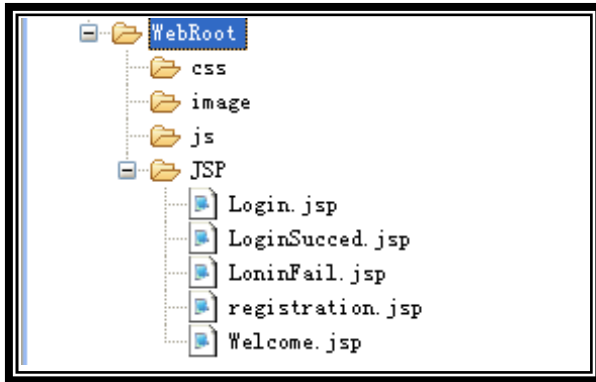 WebRoot
css
image
js
JSP
Login.jsp
LoginSucced.jsp
LoninFail.jsp
registration.jsp
Welcome.jsp